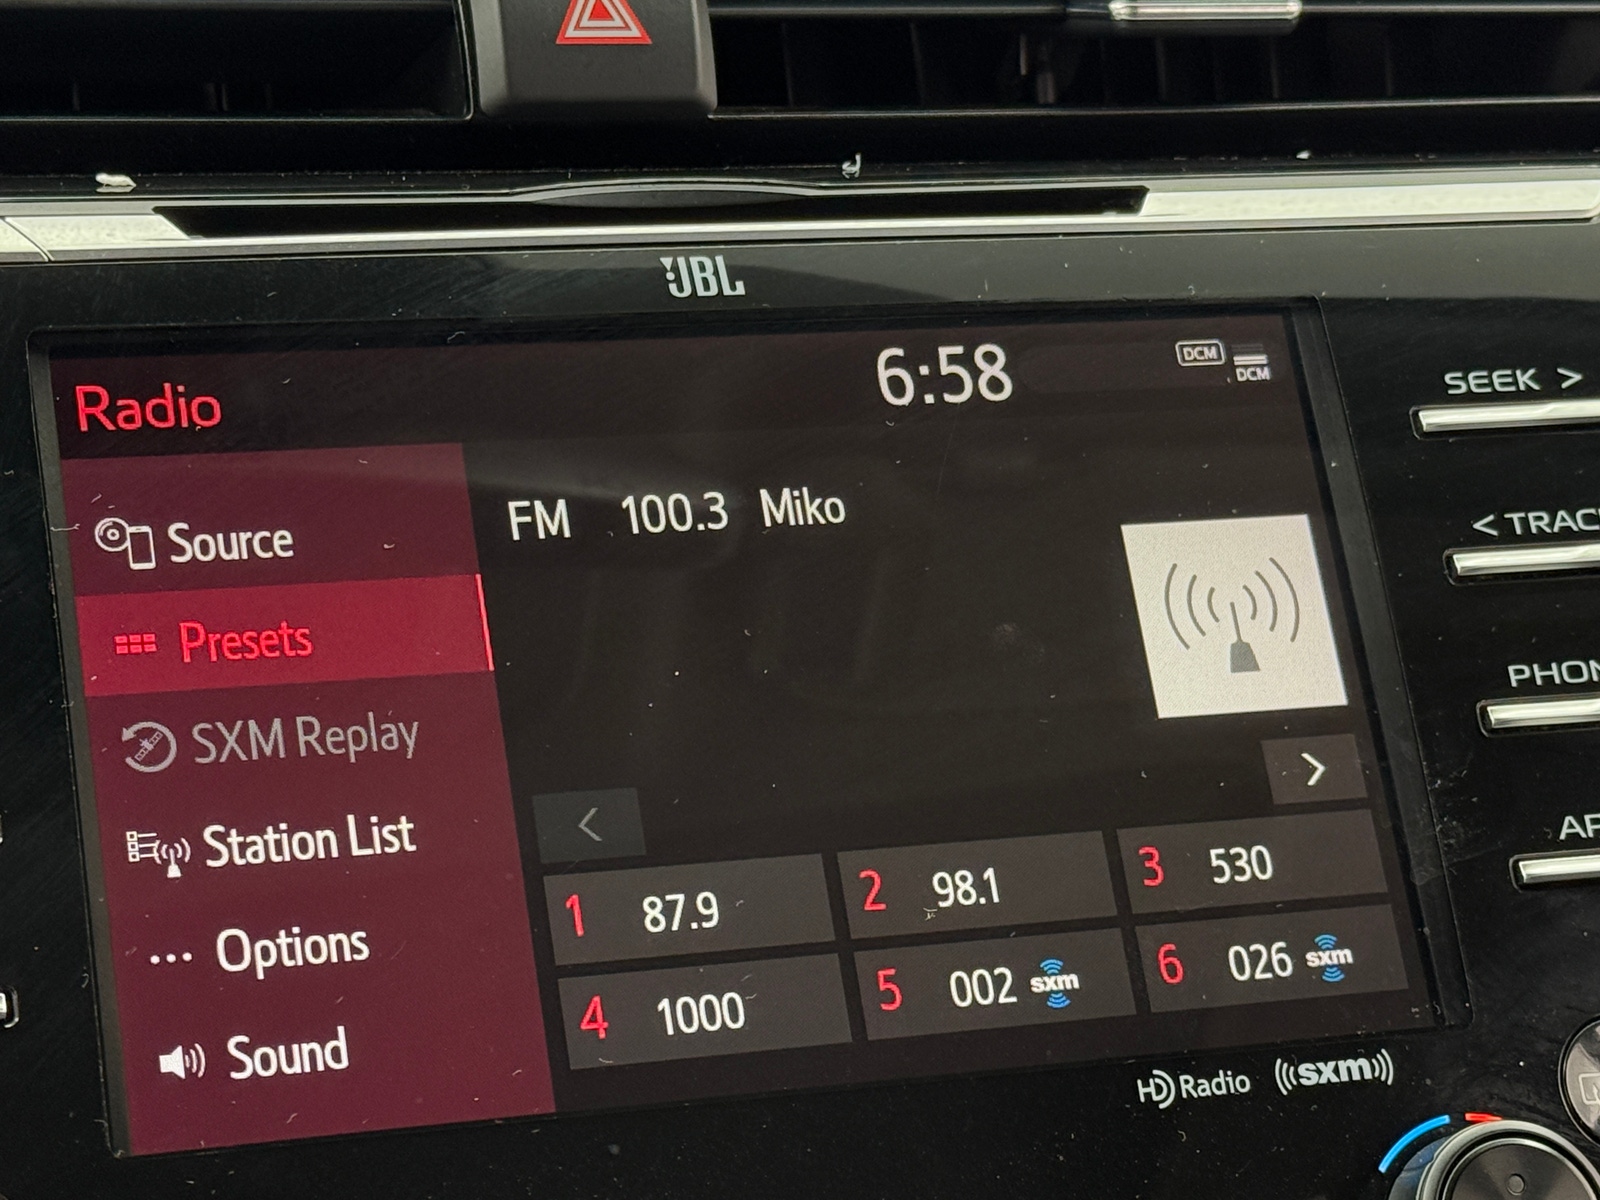 JBL
Radio
6:58
DCM
DCM
SEEK >
Source
FM 100.3 Miko
< TRAC
Presets
PHON
SXM Replay
>
<
AP
Station List
1 87.9
2 98.1
3 530
Options
4 1000
5 002 sxm
6 026 sxm
Sound
HD Radio
((sxm))